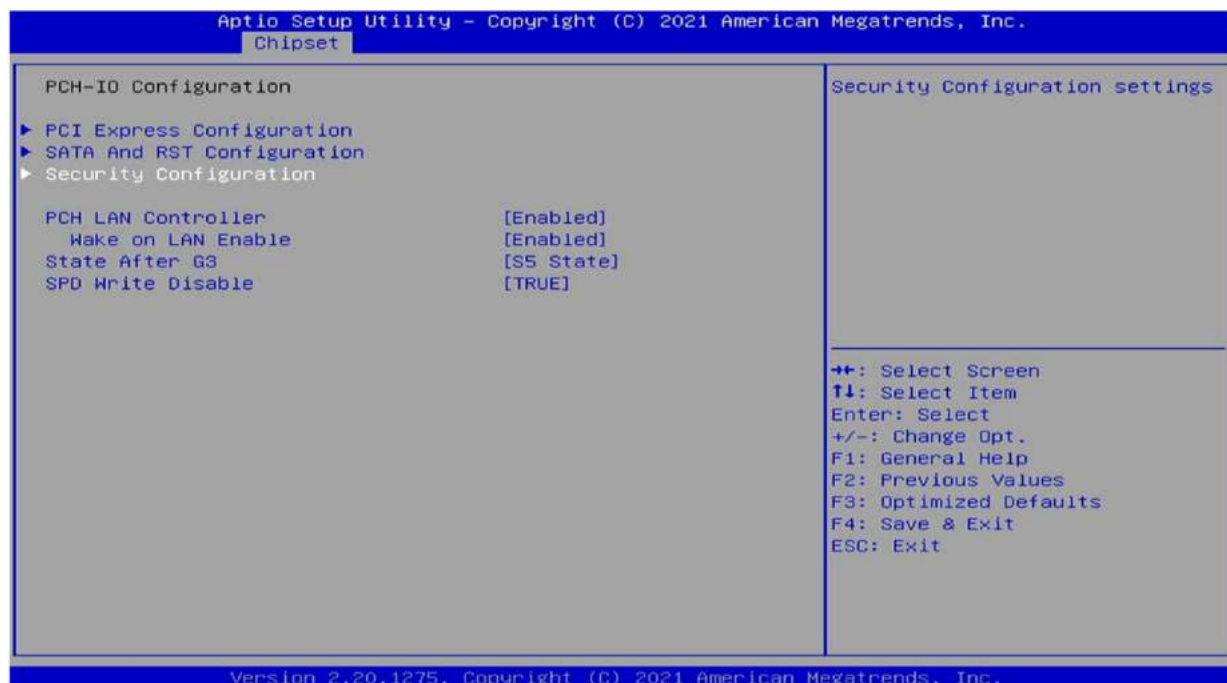 Aptio Setup Utility – Copyright (C) 2021 American Megatrends, Inc.
Chipset
PCH-IO Configuration
PCI Express Configuration
SATA And RST Configuration
Security Configuration
PCH LAN Controller [Enabled]
Wake on LAN Enable [Enabled]
State After G3 [S5 State]
SPD Write Disable [TRUE]
Security Configuration settings
→←: Select Screen
↑↓: Select Item
Enter: Select
+/-: Change Opt.
F1: General Help
F2: Previous Values
F3: Optimized Defaults
F4: Save & Exit
ESC: Exit
Version 2.20.1275. Copyright (C) 2021 American Megatrends, Inc.